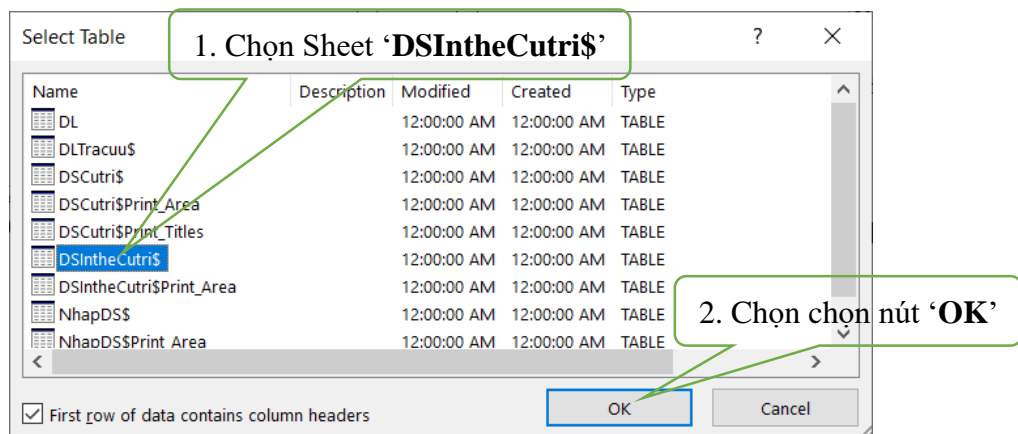 Select Table
1. Chọn Sheet ‘DSIntheCutri$’
?
Name Description Modified Created Type
DL 12:00:00 AM 12:00:00 AM TABLE
DLTracuu$ 12:00:00 AM 12:00:00 AM TABLE
DSCutri$ 12:00:00 AM 12:00:00 AM TABLE
DSCutri$Print_Area 12:00:00 AM 12:00:00 AM TABLE
DSCutri$Print_Titles 12:00:00 AM 12:00:00 AM TABLE
DSIntheCutri$ 12:00:00 AM 12:00:00 AM TABLE
DSIntheCutri$Print_Area 12:00:00 AM 12:00:00 AM TABLE
NhapDS$ 12:00:00 AM 12:00:00 AM TABLE
2. Chọn chọn nút ‘OK’
NhapDS$Print_Area 12:00:00 AM 12:00:00 AM TABLE
First row of data contains column headers
OK
Cancel